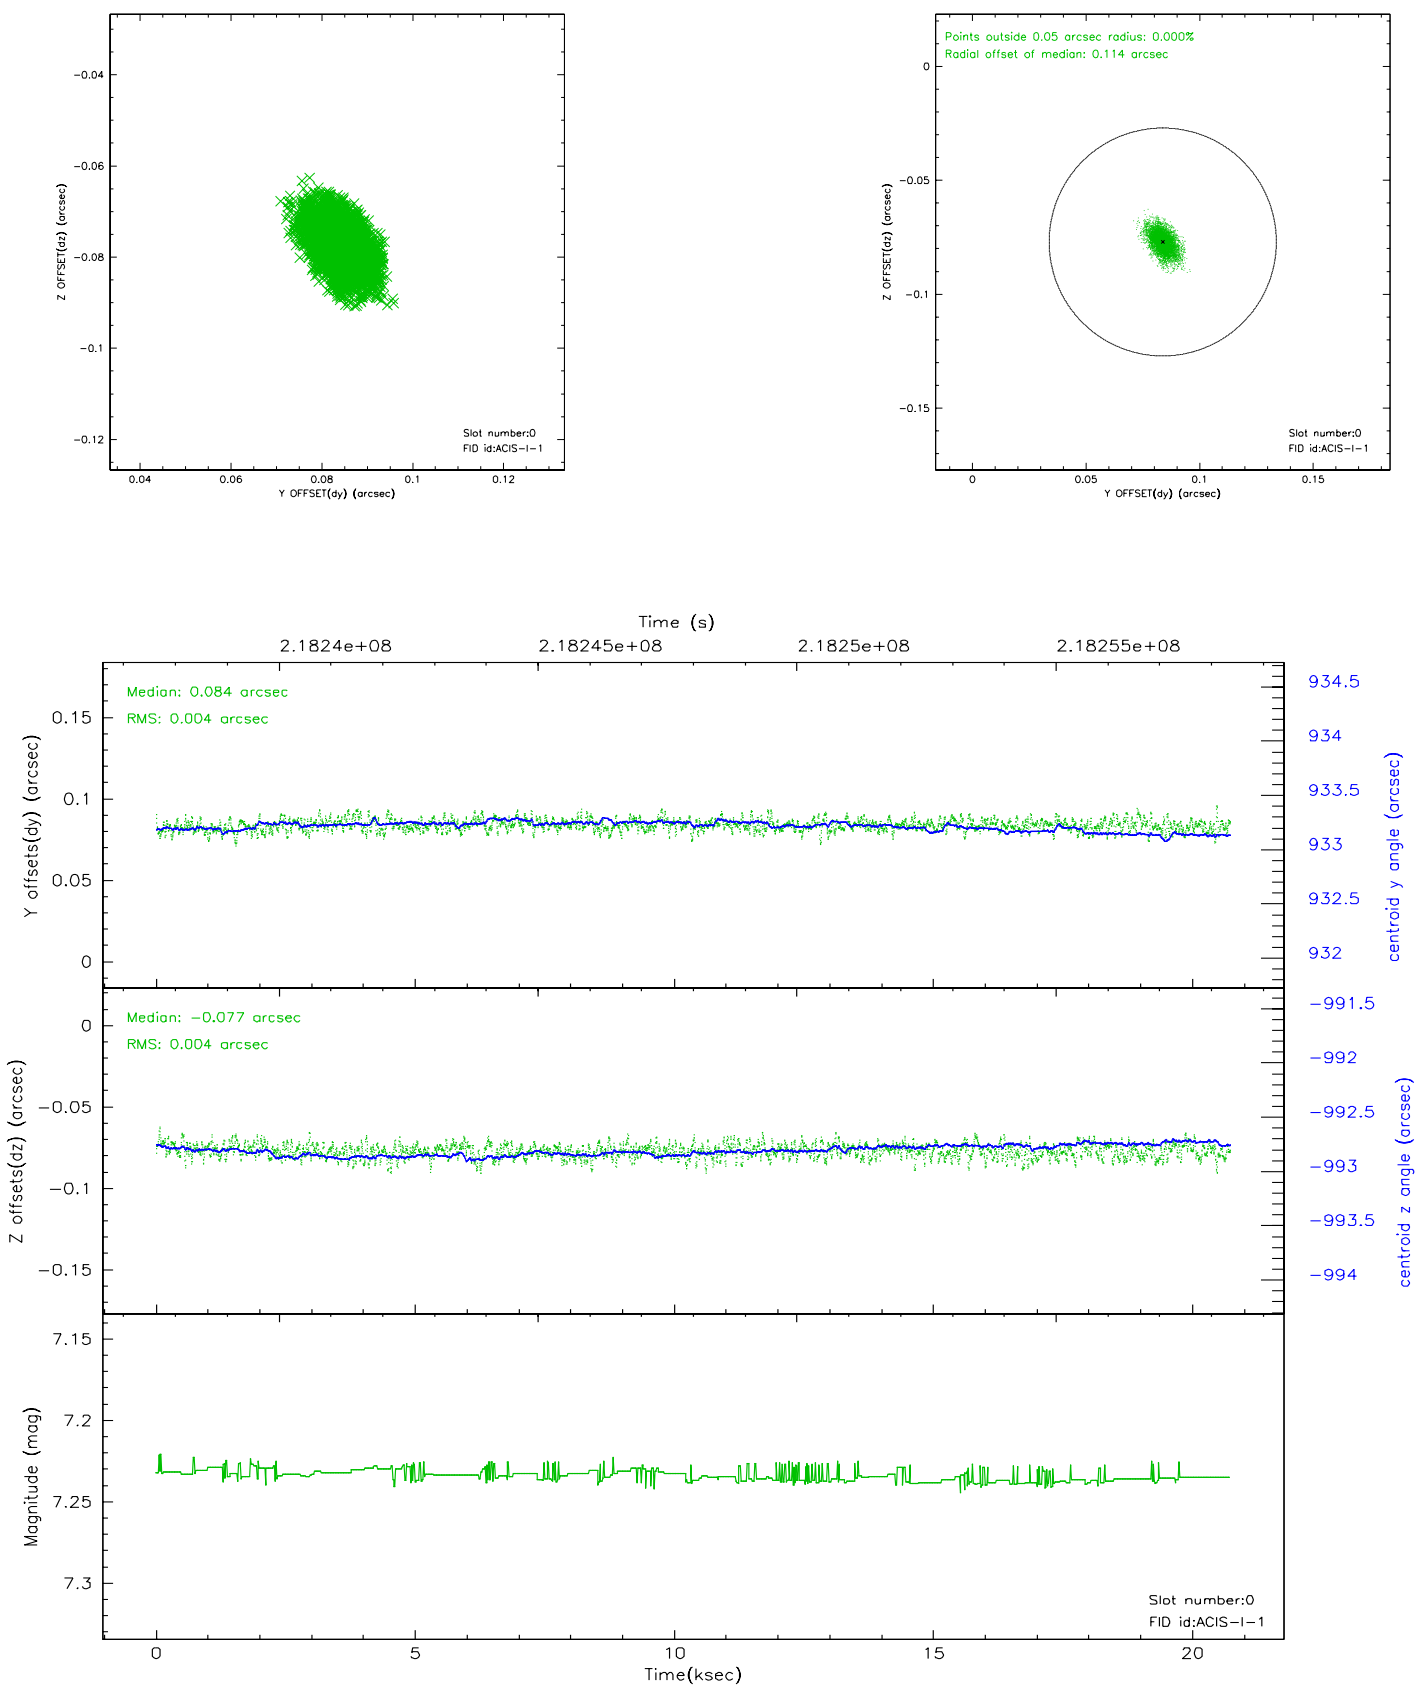 −0.04
−0.06
−0.08
−0.1
−0.12
Z OFFSET(dz) (arcsec)
Slot number:0
FID id:ACIS−I−1
0.04 0.06 0.08 0.1 0.12
Y OFFSET(dy) (arcsec)
Points outside 0.05 arcsec radius: 0.000%
Radial offset of median: 0.114 arcsec
0
−0.05
−0.1
−0.15
Z OFFSET(dz) (arcsec)
Slot number:0
FID id:ACIS−I−1
0 0.05 0.1 0.15
Y OFFSET(dy) (arcsec)
Time (s)
2.1824e+08 2.18245e+08 2.1825e+08 2.18255e+08
Median: 0.084 arcsec
RMS: 0.004 arcsec
0.15
0.1
0.05
0
Y offsets(dy) (arcsec)
934.5
934
933.5
933
932.5
932
centroid y angle (arcsec)
Median: −0.077 arcsec
RMS: 0.004 arcsec
0
−0.05
−0.1
−0.15
Z offsets(dz) (arcsec)
−991.5
−992
−992.5
−993
−993.5
−994
centroid z angle (arcsec)
7.15
7.2
7.25
7.3
Magnitude (mag)
Slot number:0
FID id:ACIS−I−1
0 5 10 15 20
Time(ksec)